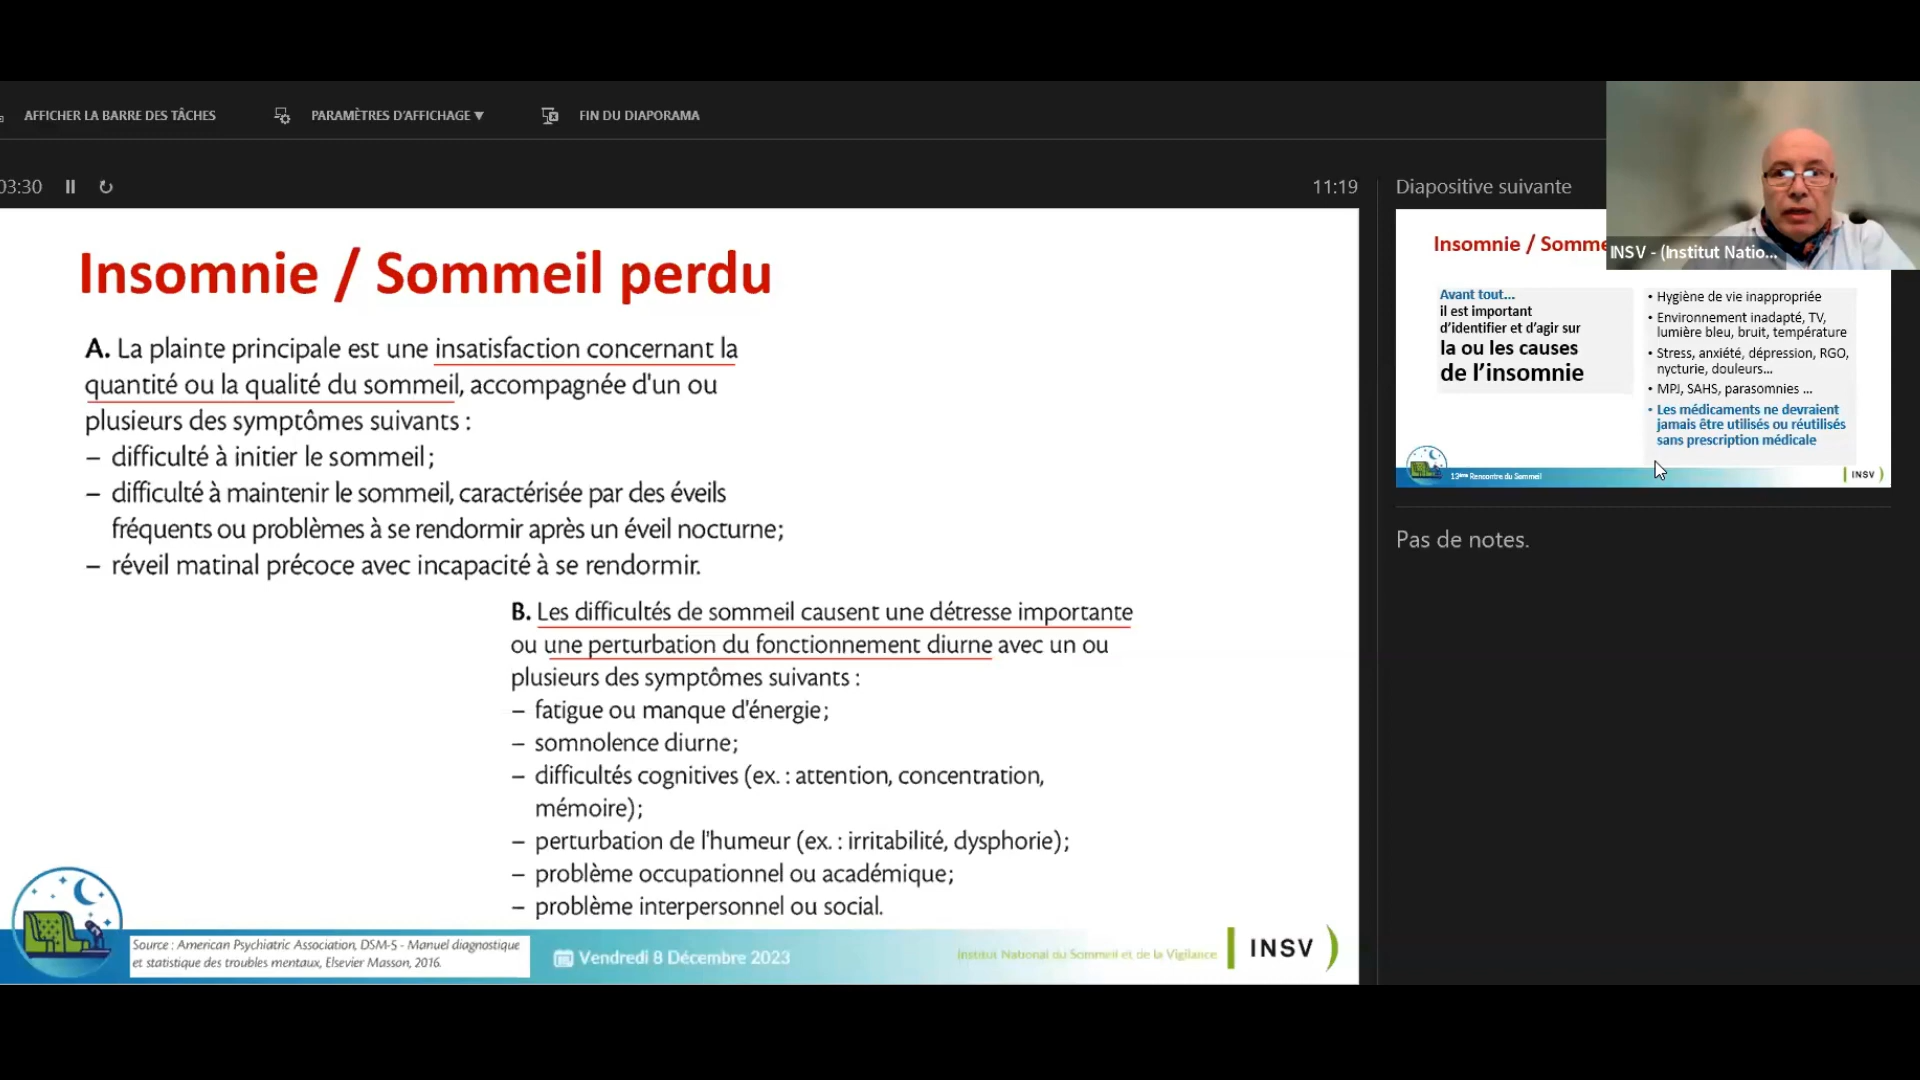 AFFICHER LA BARRE DES TÂCHES
PARAMÈTRES D'AFFICHAGE ▼
FIN DU DIAPORAMA
03:30
11:19
Insomnie / Sommeil perdu
A. La plainte principale est une insatisfaction concernant la
quantité ou la qualité du sommeil, accompagnée d'un ou
plusieurs des symptômes suivants :
– difficulté à initier le sommeil;
– difficulté à maintenir le sommeil, caractérisée par des éveils
fréquents ou problèmes à se rendormir après un éveil nocturne;
– réveil matinal précoce avec incapacité à se rendormir.
B. Les difficultés de sommeil causent une détresse importante
ou une perturbation du fonctionnement diurne avec un ou
plusieurs des symptômes suivants :
– fatigue ou manque d'énergie;
– somnolence diurne;
– difficultés cognitives (ex. : attention, concentration,
mémoire);
– perturbation de l'humeur (ex. : irritabilité, dysphorie);
– problème occupationnel ou académique;
– problème interpersonnel ou social.
Source : American Psychiatric Association, DSM-5 - Manuel diagnostique
et statistique des troubles mentaux, Elsevier Masson, 2016.
Vendredi 8 Décembre 2023
Institut National du Sommeil et de la Vigilance
INSV
Diapositive suivante
INSV - (Institut Natio...
Insomnie / Somme
Avant tout...
il est important
d'identifier et d'agir sur
la ou les causes
de l'insomnie
• Hygiène de vie inappropriée
• Environnement inadapté, TV,
lumière bleu, bruit, température
• Stress, anxiété, dépression, RGO,
nycturie, douleurs...
• MPJ, SAHS, parasomnies ...
• Les médicaments ne devraient
jamais être utilisés ou réutilisés
sans prescription médicale
13ème Rencontre du Sommeil
INSV
Pas de notes.